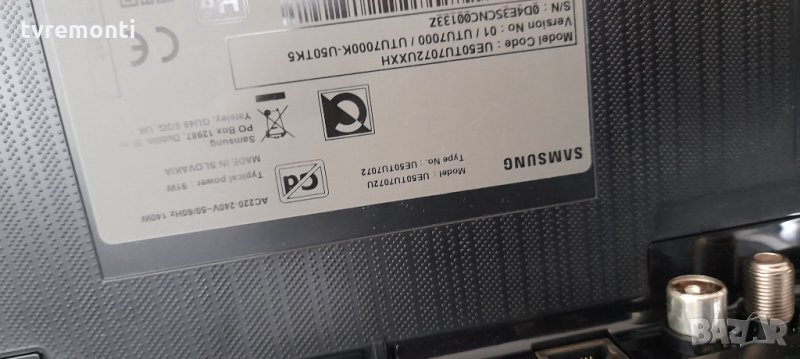 tvremonti
SAMSUNG
Model : UE50TU7072U
Type No. : UE50TU7072
AC220-240V~50/60Hz 140W
Typical power : 91W
MADE IN SLOVAKIA
Samsung
PO Box 12987, Dublin. IE
Yateley, GU46 6GG, UK
Model Code : UE50TU7072UXXH
Version No : 01 / UTU7000 / UTU7000K-U50TK5
S/N : 0D4E3SCNC00133Z
BAZAR